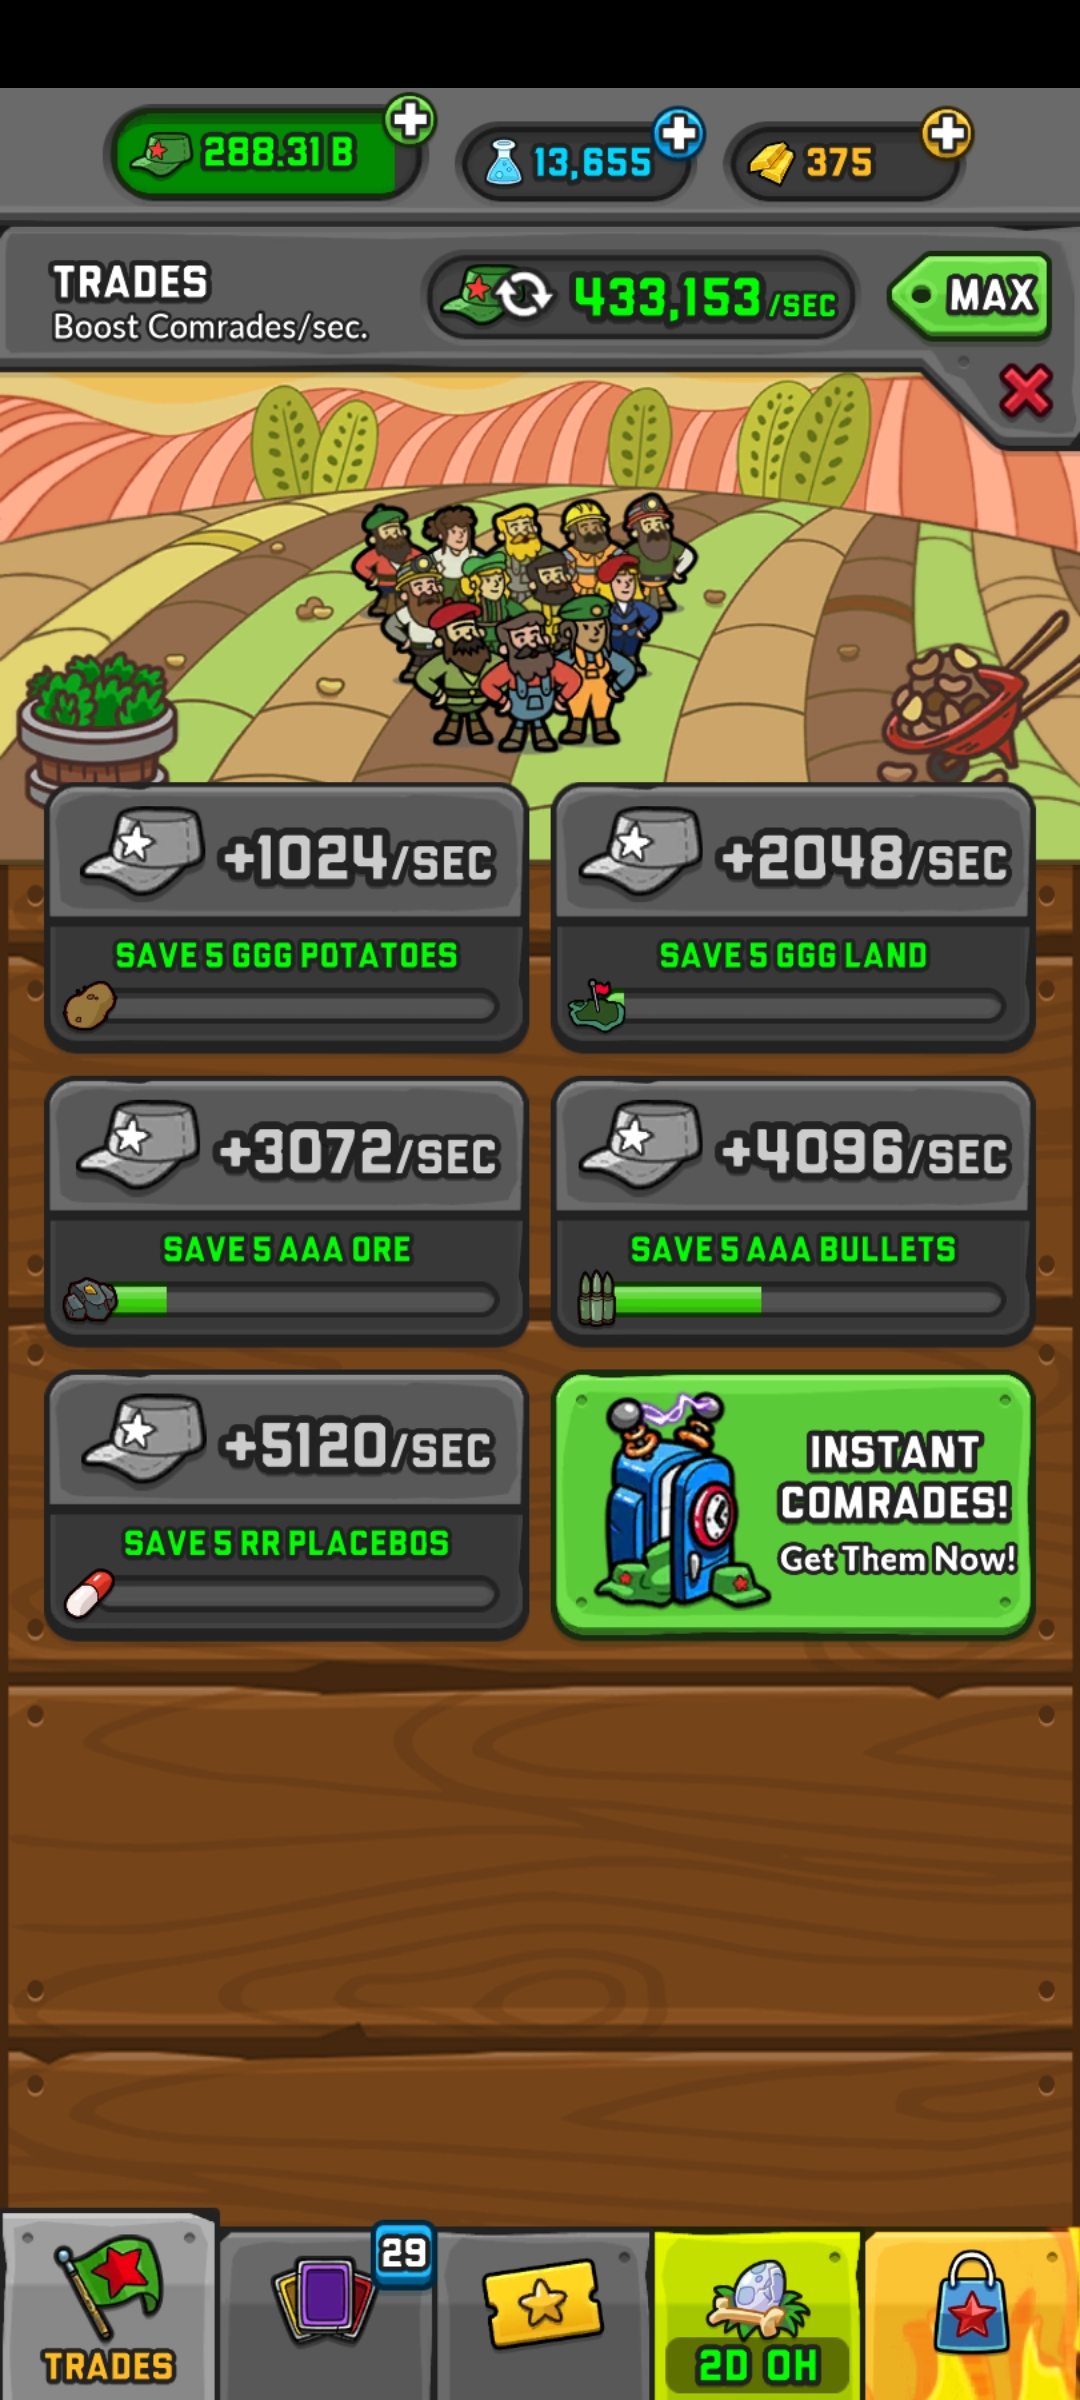 288.31 B
13,655
375
TRADES
Boost Comrades/sec.
433,153/SEC
MAX
+1024/SEC
SAVE 5 GGG POTATOES
+2048/SEC
SAVE 5 GGG LAND
+3072/SEC
SAVE 5 AAA ORE
+4096/SEC
SAVE 5 AAA BULLETS
+5120/SEC
SAVE 5 RR PLACEBOS
INSTANT
COMRADES!
Get Them Now!
29
TRADES
2D 0H